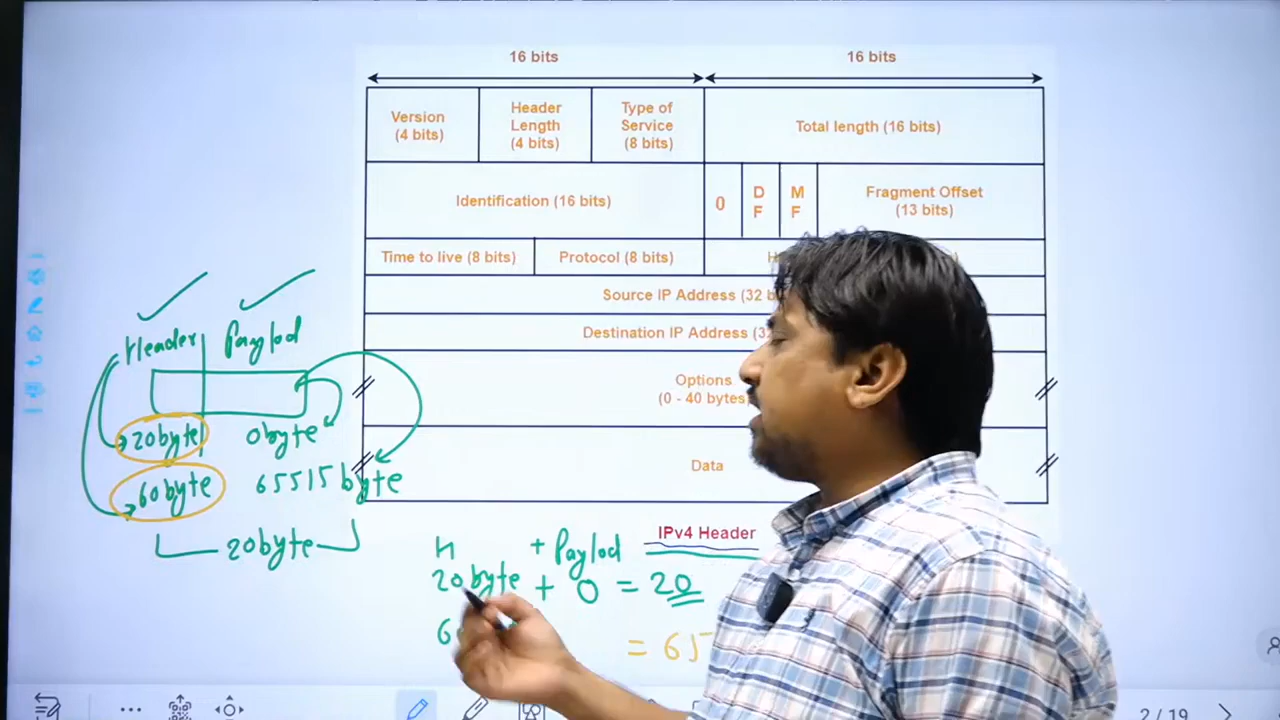 16 bits 16 bits
Version (4 bits)
Header Length (4 bits)
Type of Service (8 bits)
Total length (16 bits)
Identification (16 bits)
0
D F
M F
Fragment Offset (13 bits)
Time to live (8 bits)
Protocol (8 bits)
H
Source IP Address (32 b
Destination IP Address (3
Options (0 - 40 bytes
Data
IPv4 Header
Header Paylod
20byte 0byte
60byte 65515 byte
20byte
H + Paylod
20byte + 0 = 20
6 = 65
2 / 19